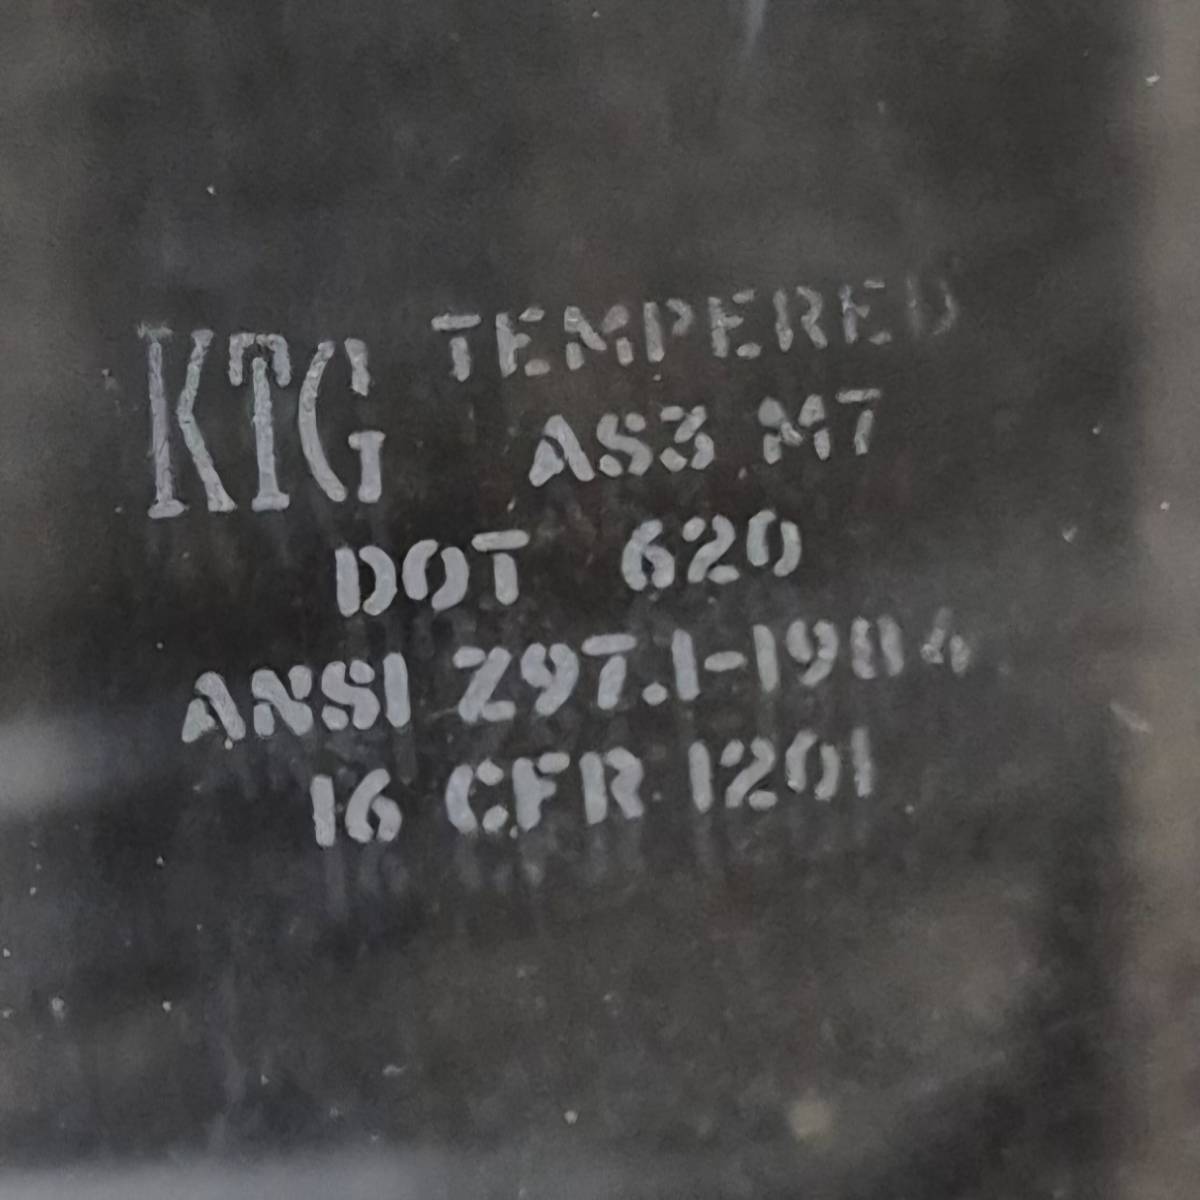 KTG TEMPERED
AS3 M7
DOT 620
ANSI Z97.1-1984
16 CFR 1201